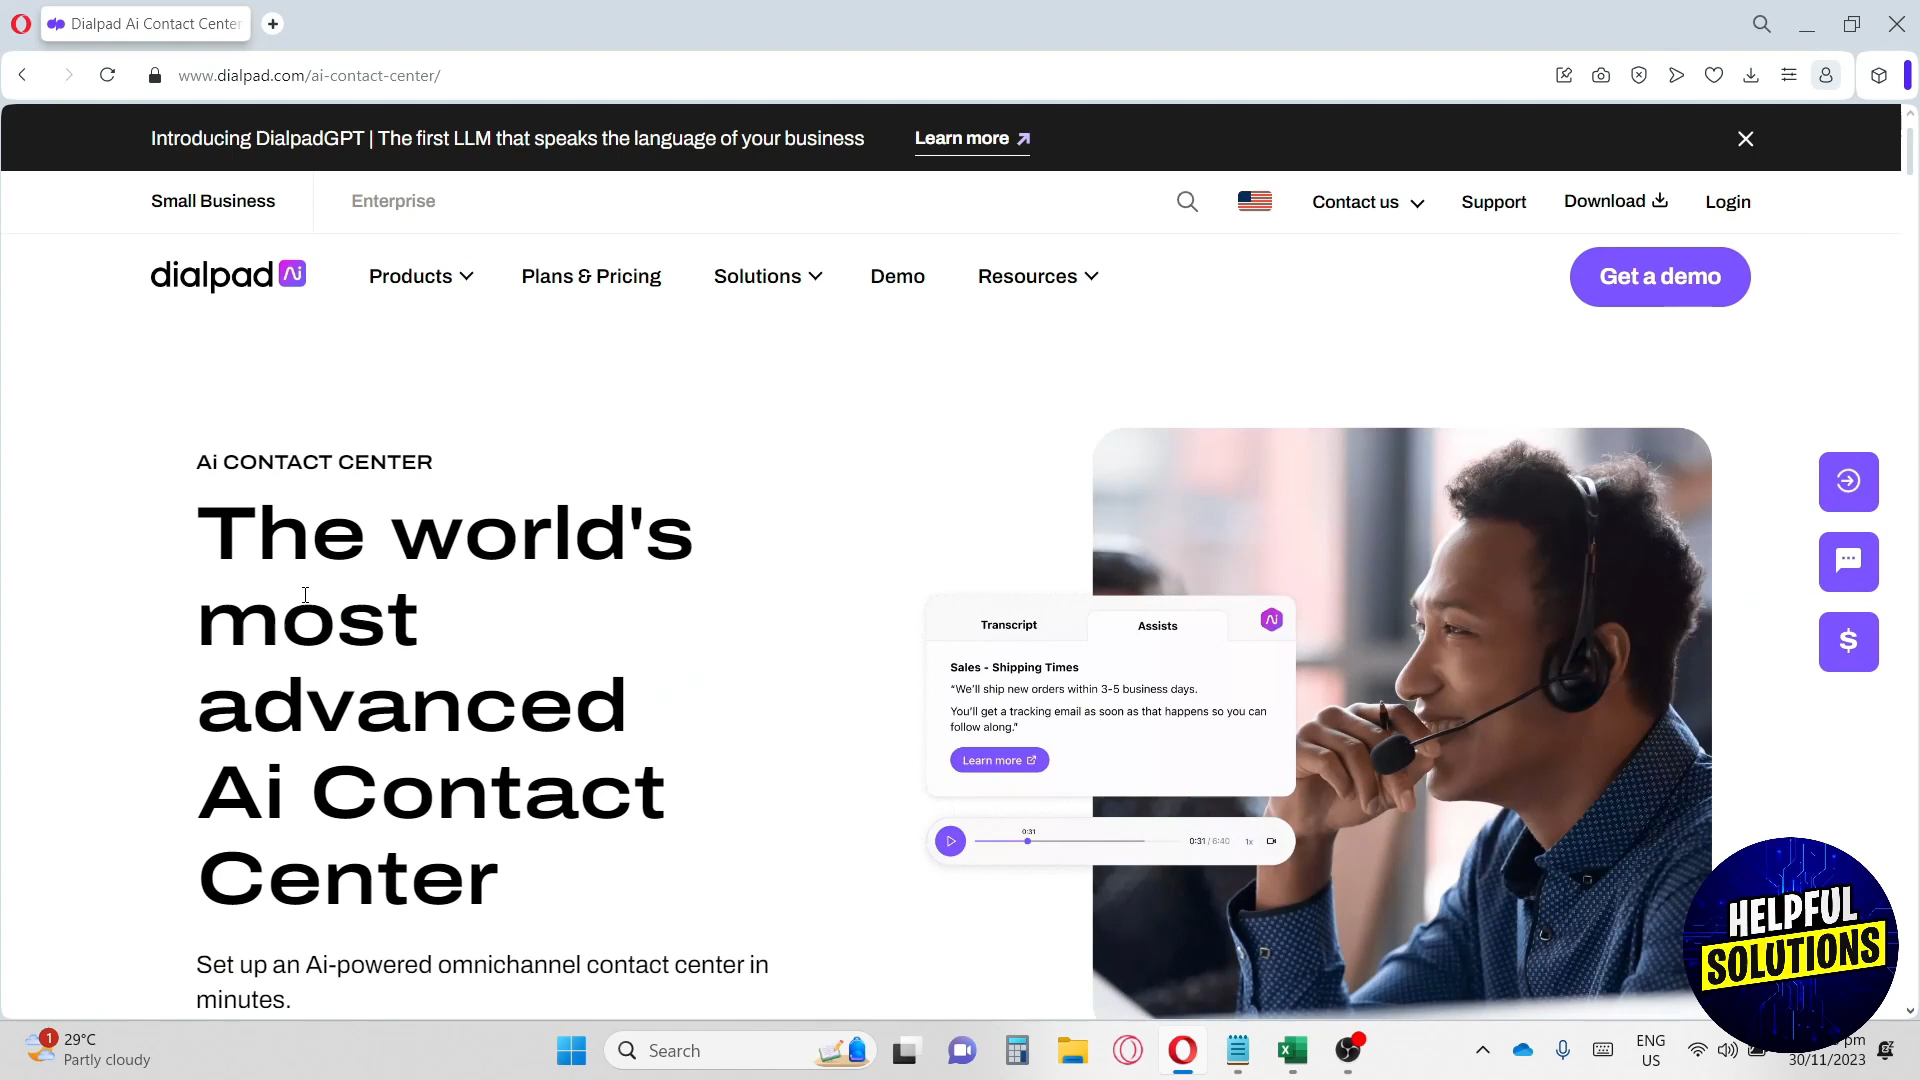 Dialpad Ai Contact Center
www.dialpad.com/ai-contact-center/
Introducing DialpadGPT | The first LLM that speaks the language of your business
Learn more
Small Business
Enterprise
Contact us
Support
Download
Login
dialpad Ai
Products
Plans & Pricing
Solutions
Demo
Resources
Get a demo
Ai CONTACT CENTER
The world's
most
advanced
Ai Contact
Center
Set up an Ai-powered omnichannel contact center in
minutes.
Transcript
Assists
Ai
Sales - Shipping Times
“We’ll ship new orders within 3-5 business days.
You’ll get a tracking email as soon as that happens so you can
follow along.”
Learn more
0:31
0:31 / 6:40
1x
$
HELPFUL
SOLUTIONS
1
29°C
Partly cloudy
Search
ENG
US
pm
30/11/2023